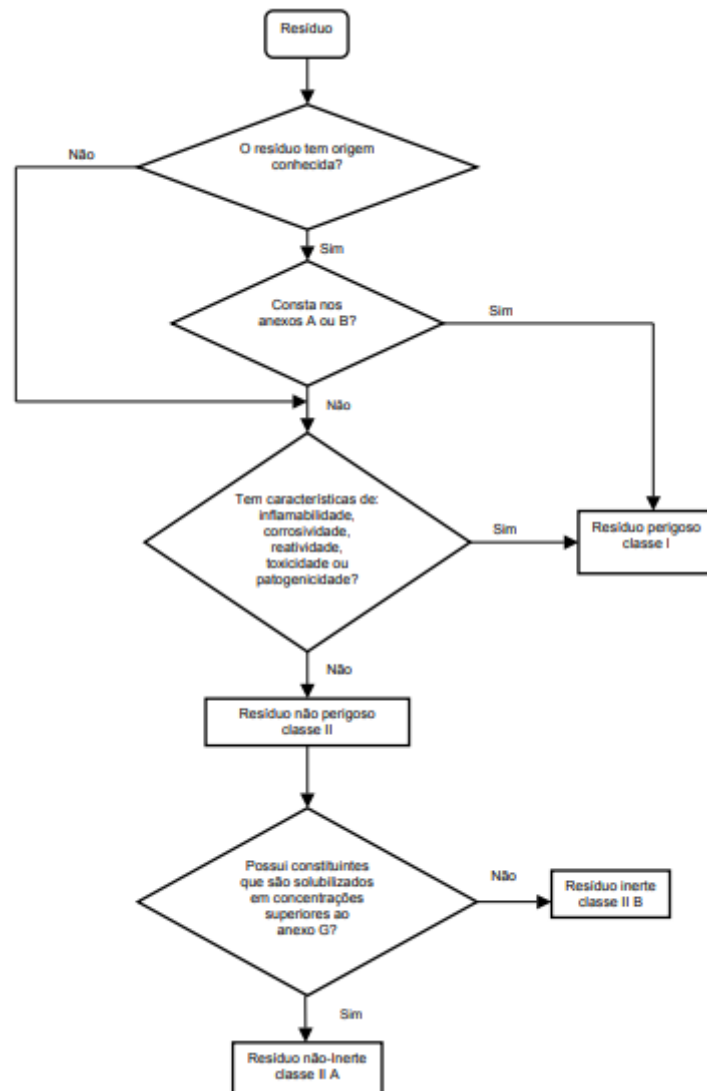 Resíduo
O resíduo tem origem
conhecida?
Não
Sim
Consta nos
anexos A ou B?
Sim
Não
Tem características de:
inflamabilidade,
corrosividade,
reatividade,
toxicidade ou
patogenicidade?
Sim
Resíduo perigoso
classe I
Não
Resíduo não perigoso
classe II
Possui constituintes
que são solubilizados
em concentrações
superiores ao
anexo G?
Não
Resíduo inerte
classe II B
Sim
Resíduo não-Inerte
classe II A